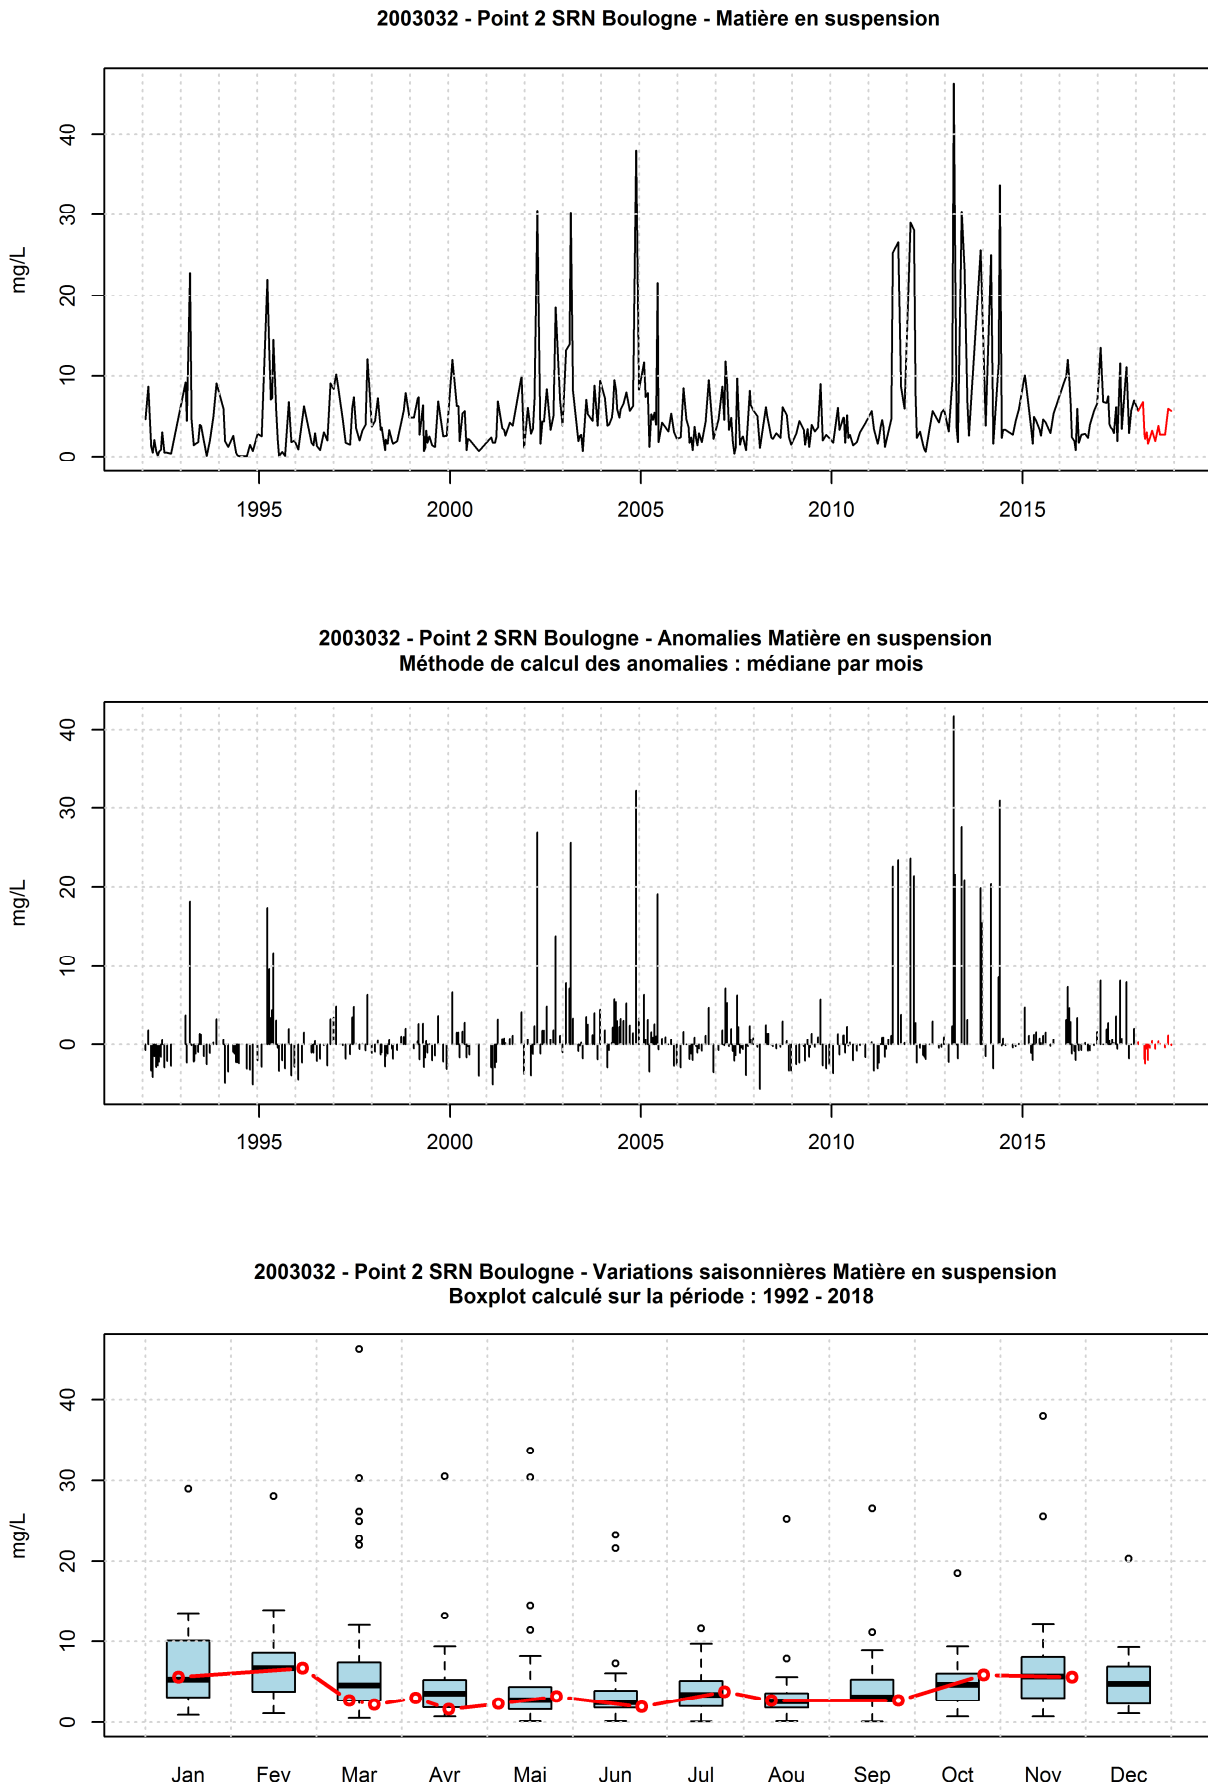 2003032 - Point 2 SRN Boulogne - Matière en suspension
mg/L
40
30
20
10
0
1995 2000 2005 2010 2015
2003032 - Point 2 SRN Boulogne - Anomalies Matière en suspension
Méthode de calcul des anomalies : médiane par mois
mg/L
40
30
20
10
0
1995 2000 2005 2010 2015
2003032 - Point 2 SRN Boulogne - Variations saisonnières Matière en suspension
Boxplot calculé sur la période : 1992 - 2018
mg/L
40
30
20
10
0
Jan Fev Mar Avr Mai Jun Jul Aou Sep Oct Nov Dec